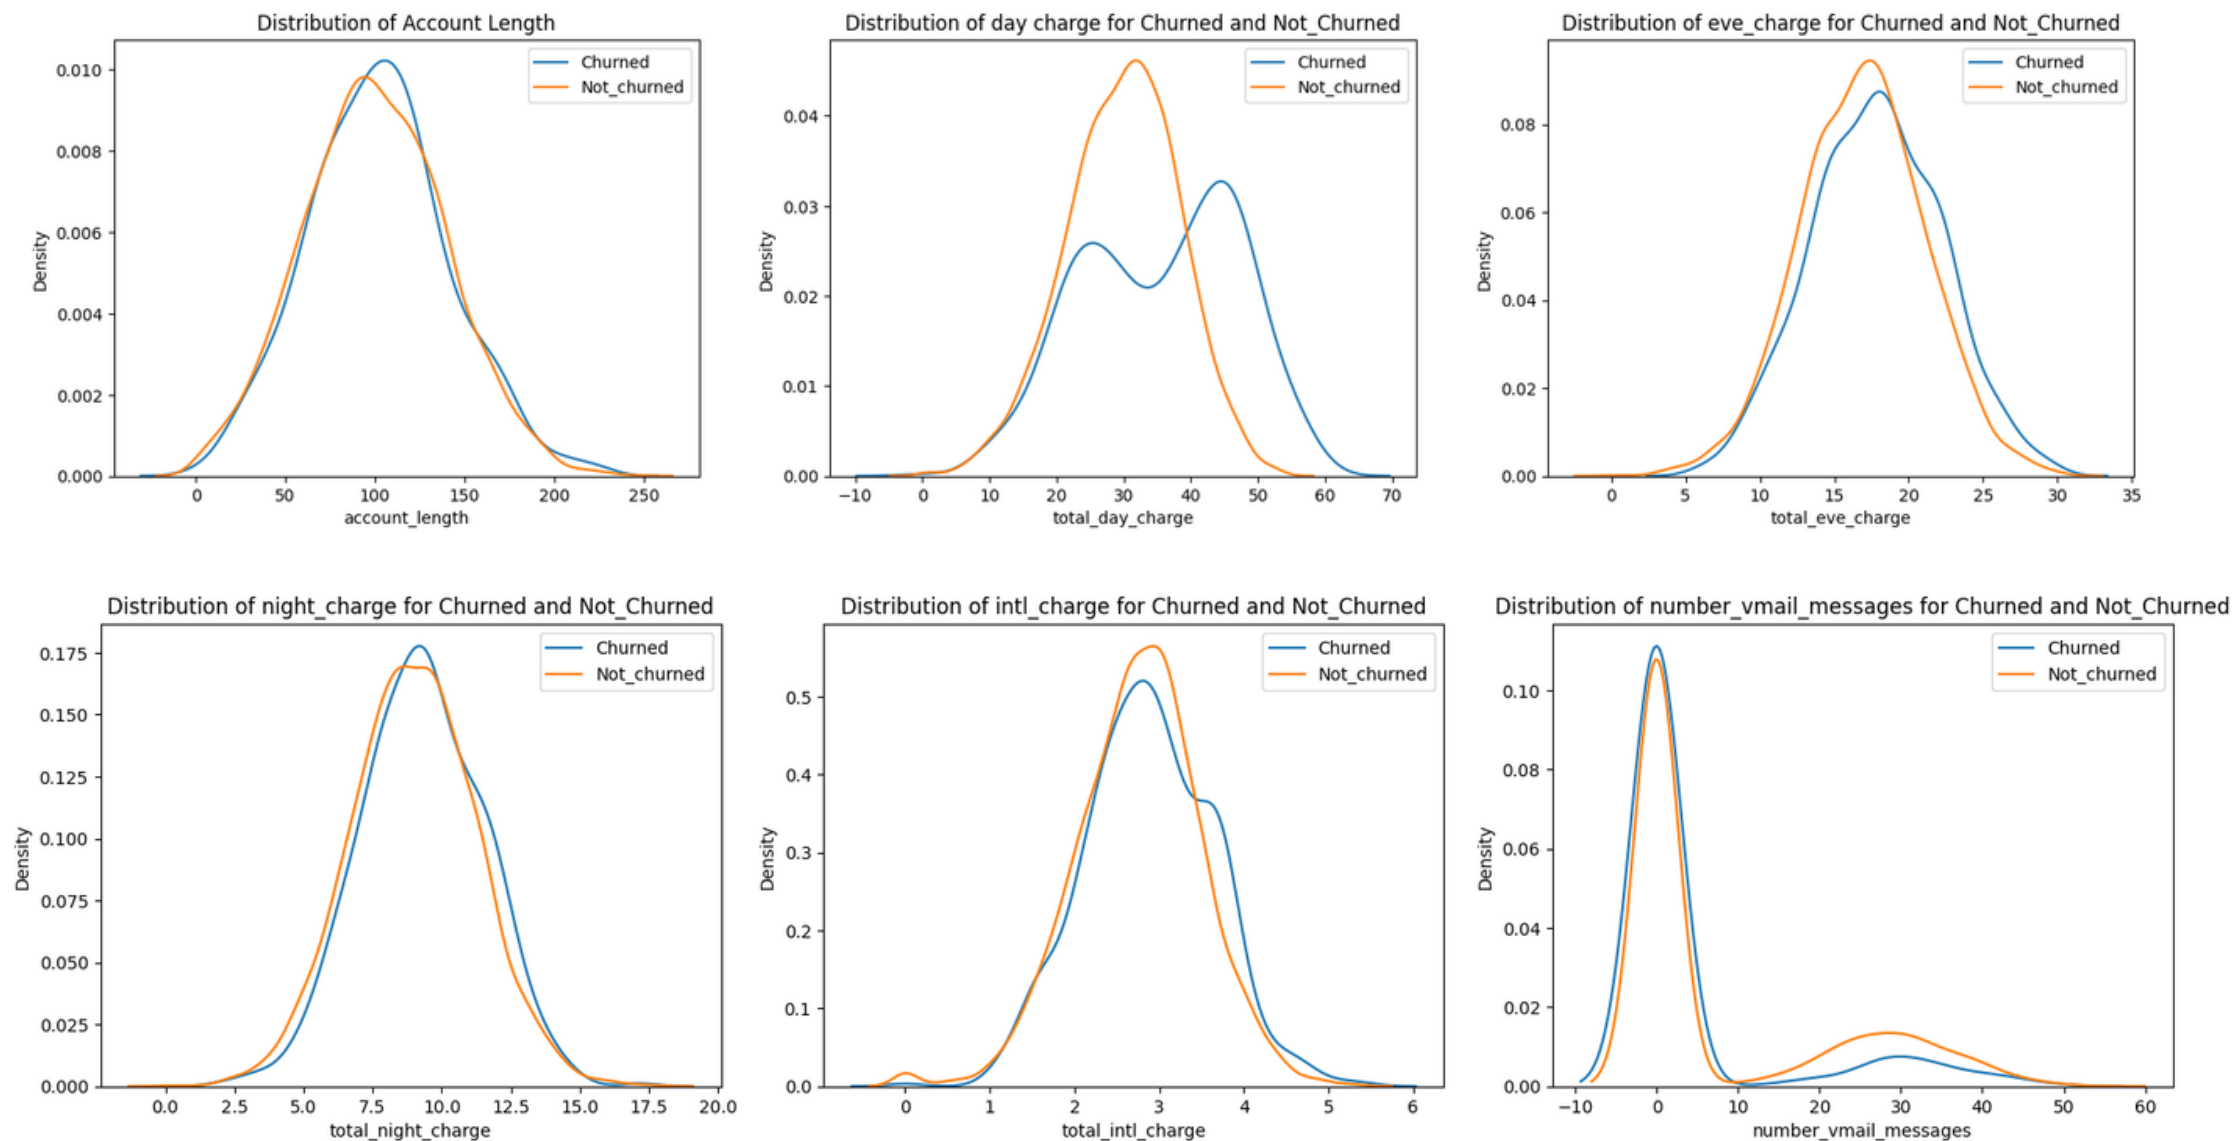 Distribution of Account Length
Churned
Not_churned
0.010
0.008
0.006
0.004
0.002
0.000
Density
0
50
100
150
200
250
account_length
Distribution of day charge for Churned and Not_Churned
Churned
Not_churned
0.04
0.03
0.02
0.01
0.00
Density
−10
0
10
20
30
40
50
60
70
total_day_charge
Distribution of eve_charge for Churned and Not_Churned
Churned
Not_churned
0.08
0.06
0.04
0.02
0.00
Density
0
5
10
15
20
25
30
35
total_eve_charge
Distribution of night_charge for Churned and Not_Churned
Churned
Not_churned
0.175
0.150
0.125
0.100
0.075
0.050
0.025
0.000
Density
0.0
2.5
5.0
7.5
10.0
12.5
15.0
17.5
20.0
total_night_charge
Distribution of intl_charge for Churned and Not_Churned
Churned
Not_churned
0.5
0.4
0.3
0.2
0.1
0.0
Density
0
1
2
3
4
5
6
total_intl_charge
Distribution of number_vmail_messages for Churned and Not_Churned
Churned
Not_churned
0.10
0.08
0.06
0.04
0.02
0.00
Density
−10
0
10
20
30
40
50
60
number_vmail_messages